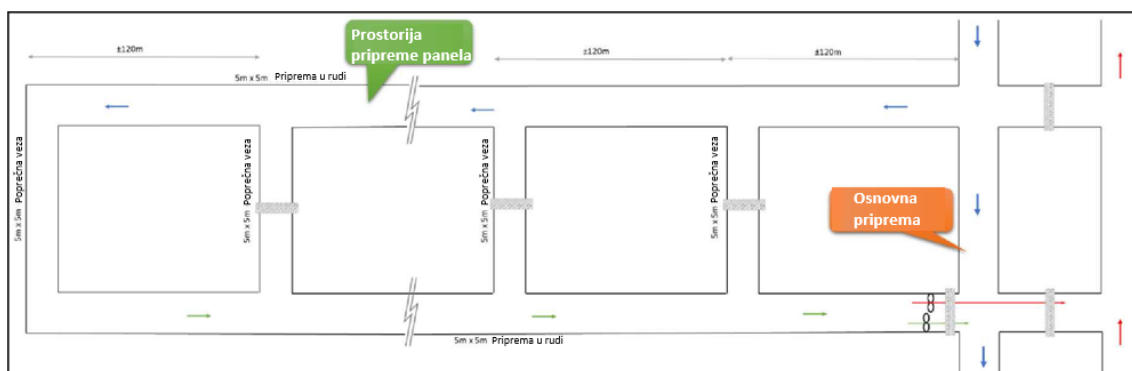 ±120m
Prostorija
pripreme panela
±120m
±120m
5m x 5m Priprema u rudi
5m x 5m Poprečna veza
5m x 5m Poprečna veza
5m x 5m Poprečna veza
5m x 5m Poprečna veza
Osnovna
priprema
5m x 5m Priprema u rudi